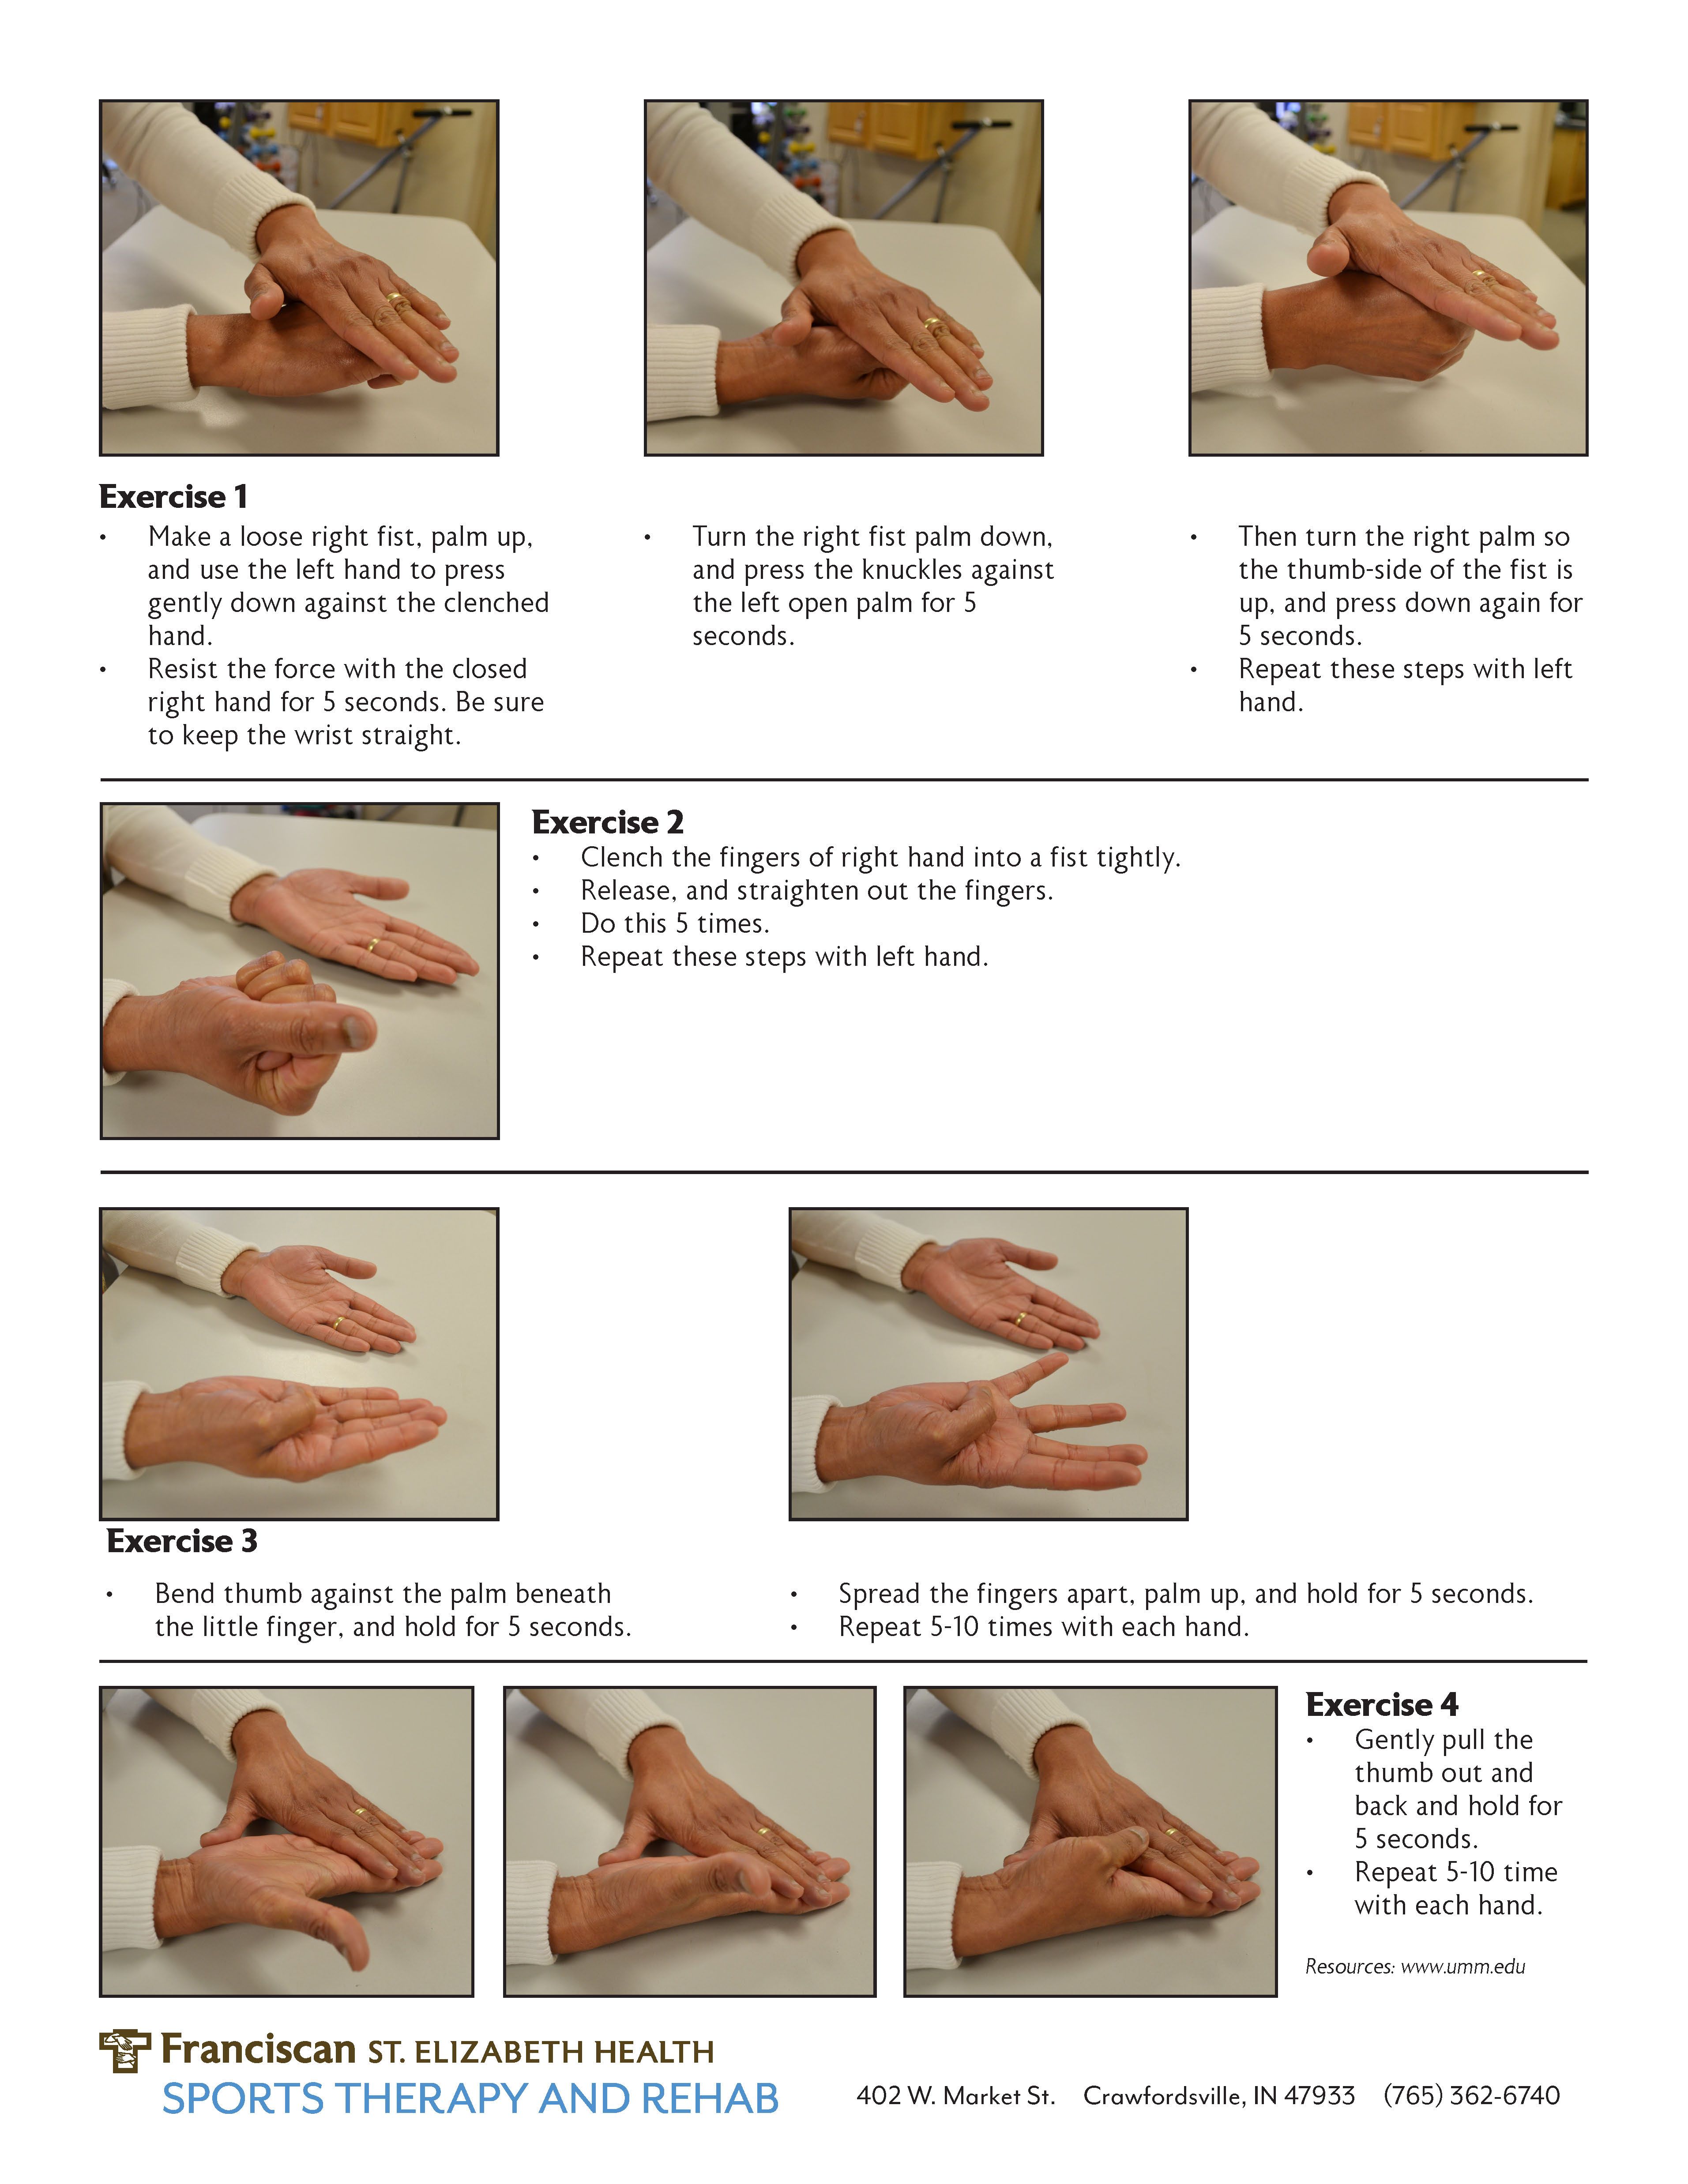 Exercise 1
• Make a loose right fist, palm up,
and use the left hand to press
gently down against the clenched
hand.
• Resist the force with the closed
right hand for 5 seconds. Be sure
to keep the wrist straight.
• Turn the right fist palm down,
and press the knuckles against
the left open palm for 5
seconds.
• Then turn the right palm so
the thumb-side of the fist is
up, and press down again for
5 seconds.
• Repeat these steps with left
hand.
Exercise 2
• Clench the fingers of right hand into a fist tightly.
• Release, and straighten out the fingers.
• Do this 5 times.
• Repeat these steps with left hand.
Exercise 3
• Bend thumb against the palm beneath
the little finger, and hold for 5 seconds.
• Spread the fingers apart, palm up, and hold for 5 seconds.
• Repeat 5-10 times with each hand.
Exercise 4
• Gently pull the
thumb out and
back and hold for
5 seconds.
• Repeat 5-10 time
with each hand.
Resources: www.umm.edu
Franciscan ST. ELIZABETH HEALTH
SPORTS THERAPY AND REHAB
402 W. Market St. Crawfordsville, IN 47933 (765) 362-6740